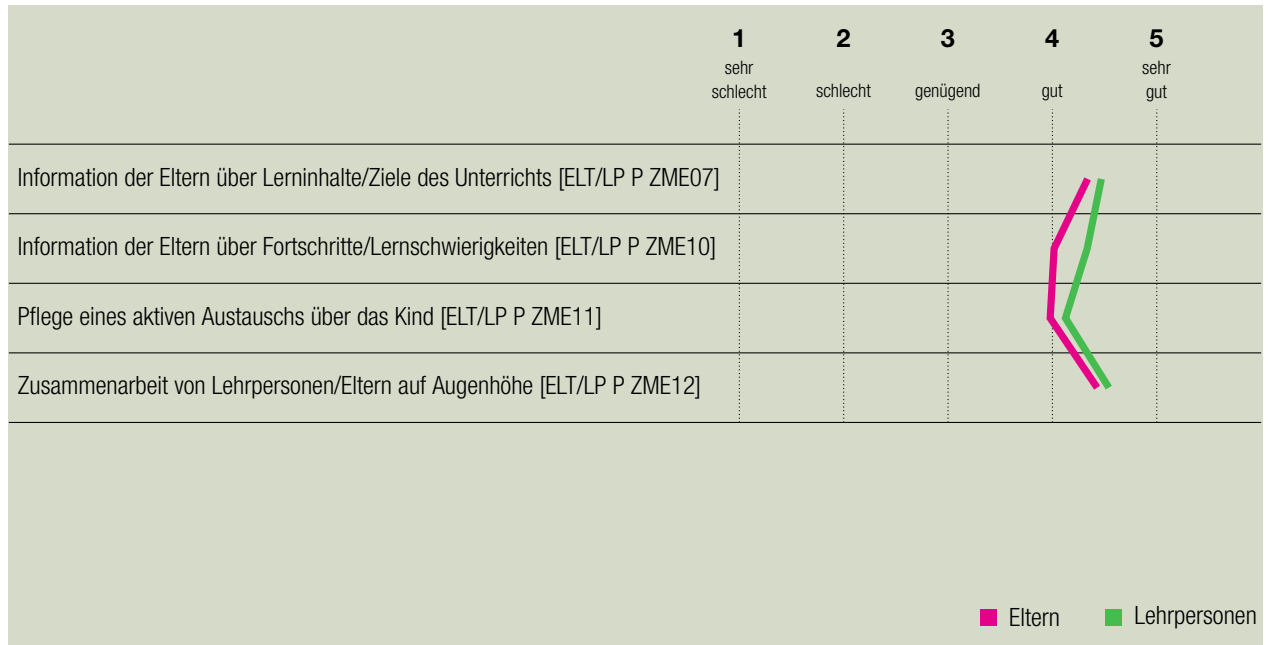 1 2 3 4 5
sehr schlecht schlecht genügend gut sehr gut
Information der Eltern über Lerninhalte/Ziele des Unterrichts [ELT/LP P ZME07]
Information der Eltern über Fortschritte/Lernschwierigkeiten [ELT/LP P ZME10]
Pflege eines aktiven Austauschs über das Kind [ELT/LP P ZME11]
Zusammenarbeit von Lehrpersonen/Eltern auf Augenhöhe [ELT/LP P ZME12]
Eltern Lehrpersonen